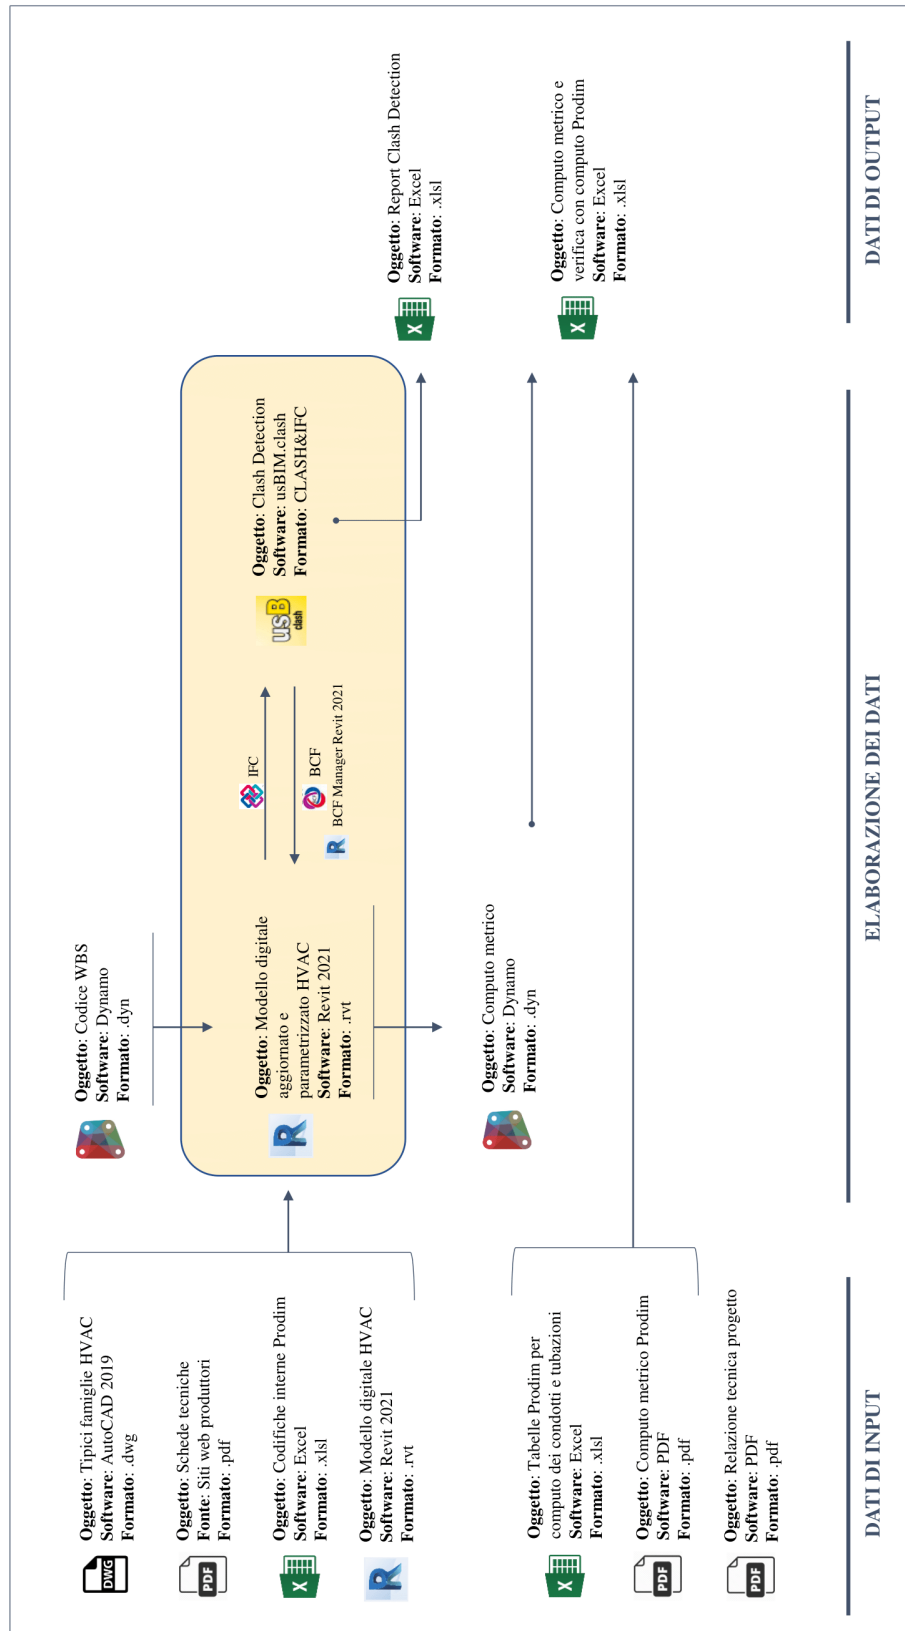 Oggetto: Tipici famiglie HVAC
Software: AutoCAD 2019
Formato: .dwg
DWG
Oggetto: Schede tecniche
Fonte: Siti web produttori
Formato: .pdf
PDF
Oggetto: Codifiche interne Prodim
Software: Excel
Formato: .xlsl
X
Oggetto: Modello digitale HVAC
Software: Revit 2021
Formato: .rvt
R
Oggetto: Tabelle Prodim per
computo dei condotti e tubazioni
Software: Excel
Formato: .xlsl
X
Oggetto: Computo metrico Prodim
Software: PDF
Formato: .pdf
PDF
Oggetto: Relazione tecnica progetto
Software: PDF
Formato: .pdf
PDF
DATI DI INPUT
Oggetto: Codice WBS
Software: Dynamo
Formato: .dyn
Oggetto: Modello digitale
aggiornato e
parametrizzato HVAC
Software: Revit 2021
Formato: .rvt
R
IFC
BCF
R
BCF Manager Revit 2021
usB
clash
Oggetto: Clash Detection
Software: usBIM.clash
Formato: CLASH&IFC
Oggetto: Computo metrico
Software: Dynamo
Formato: .dyn
ELABORAZIONE DEI DATI
Oggetto: Report Clash Detection
Software: Excel
Formato: .xlsl
X
Oggetto: Computo metrico e
verifica con computo Prodim
Software: Excel
Formato: .xlsl
X
DATI DI OUTPUT